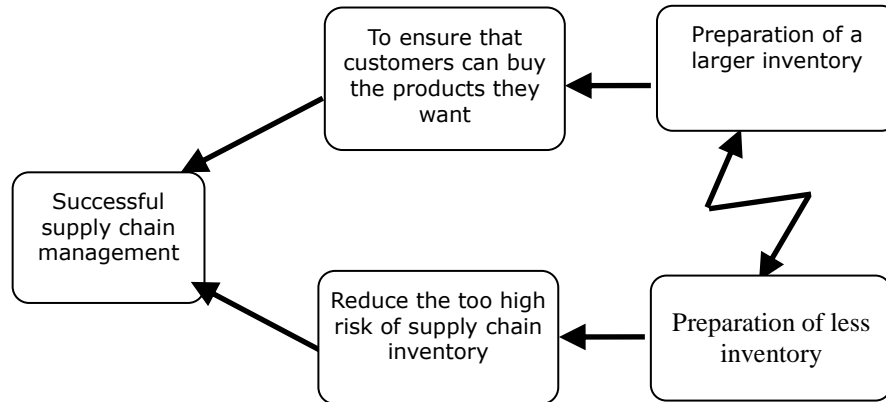 To ensure that
customers can buy
the products they
want
Preparation of a
larger inventory
Successful
supply chain
management
Reduce the too high
risk of supply chain
inventory
Preparation of less
inventory